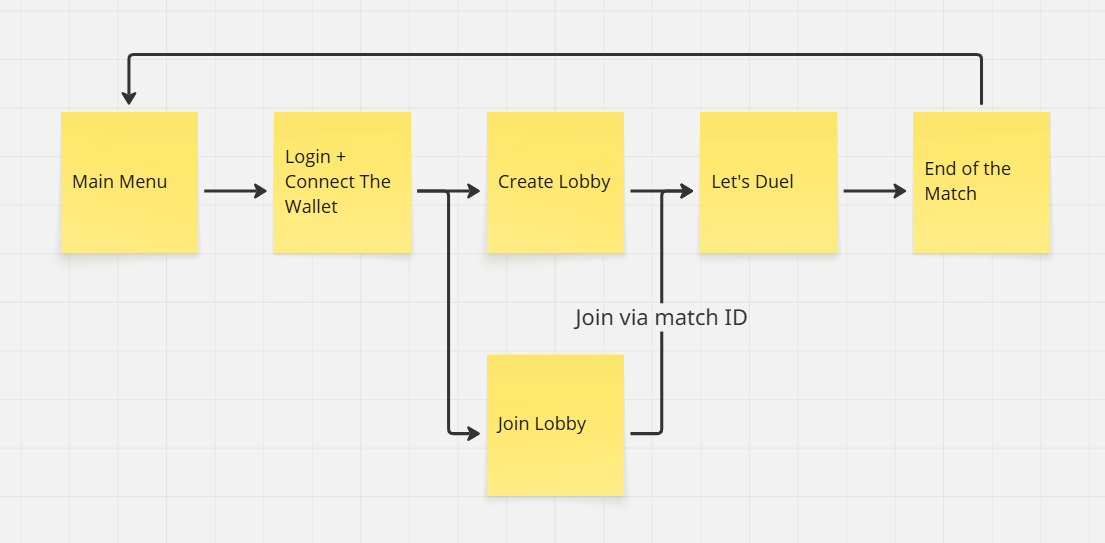 Main Menu
Login +
Connect The
Wallet
Create Lobby
Let's Duel
End of the
Match
Join via match ID
Join Lobby